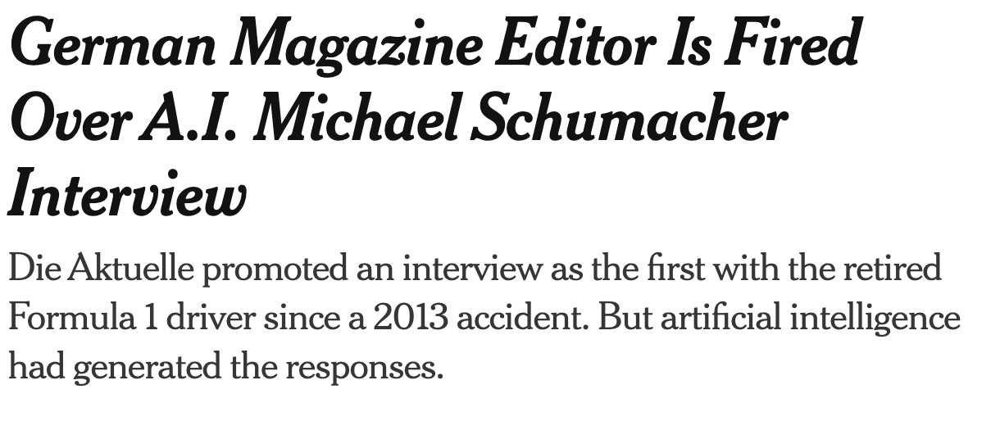 German Magazine Editor Is Fired
Over A.I. Michael Schumacher
Interview
Die Aktuelle promoted an interview as the first with the retired
Formula 1 driver since a 2013 accident. But artificial intelligence
had generated the responses.